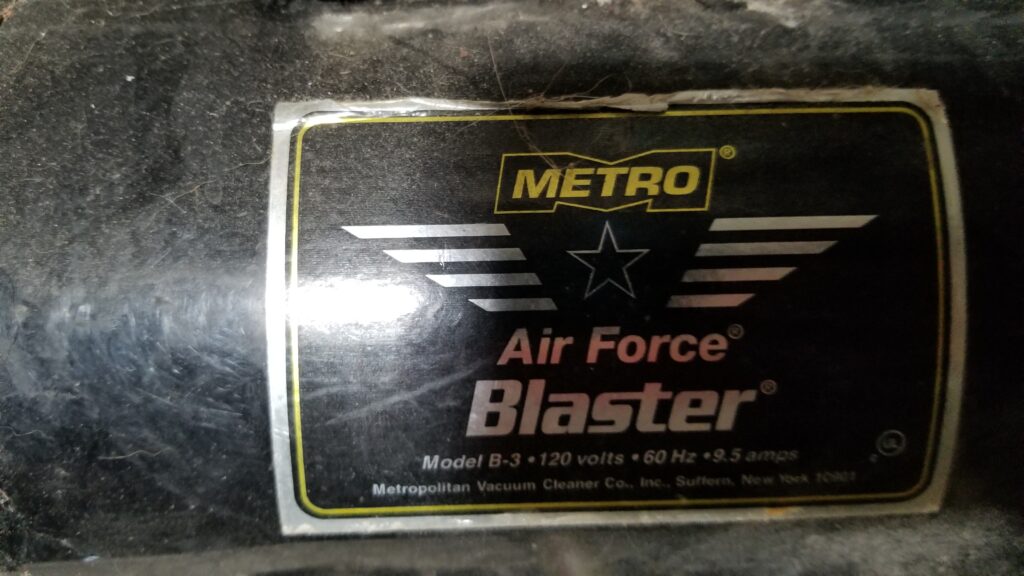 METRO®
Air Force®
Blaster®
Model B-3 • 120 volts • 60 Hz • 9.5 amps
Metropolitan Vacuum Cleaner Co., Inc., Suffern, New York 10901
UL